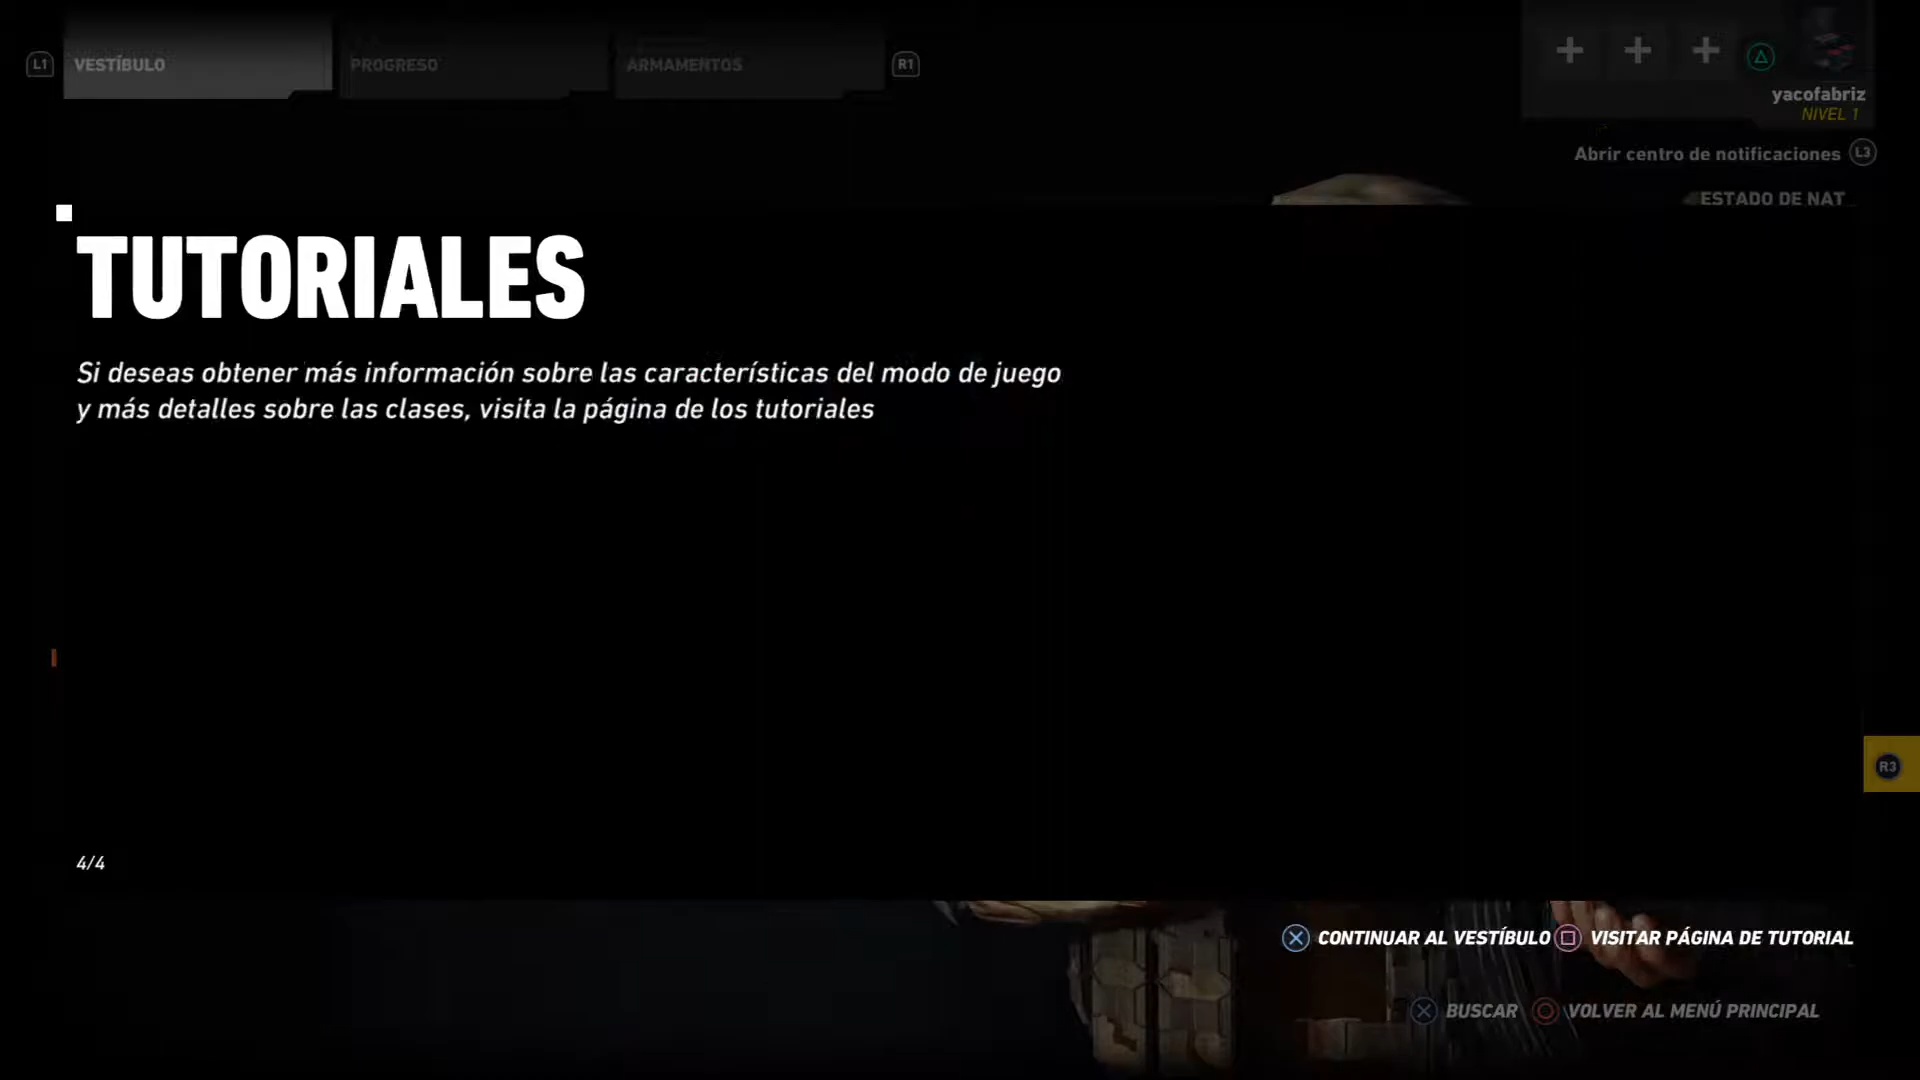 L1
VESTÍBULO
PROGRESO
ARMAMENTOS
R1
yacofabriz
NIVEL 1
Abrir centro de notificaciones L3
ESTADO DE NAT
TUTORIALES
Si deseas obtener más información sobre las características del modo de juego
y más detalles sobre las clases, visita la página de los tutoriales
R3
4/4
CONTINUAR AL VESTÍBULO
VISITAR PÁGINA DE TUTORIAL
BUSCAR
VOLVER AL MENÚ PRINCIPAL